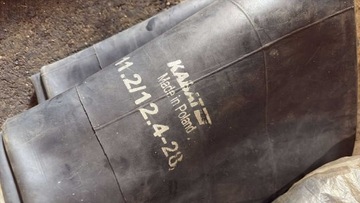 KABAT
Made in Poland
11.2/12.4-28